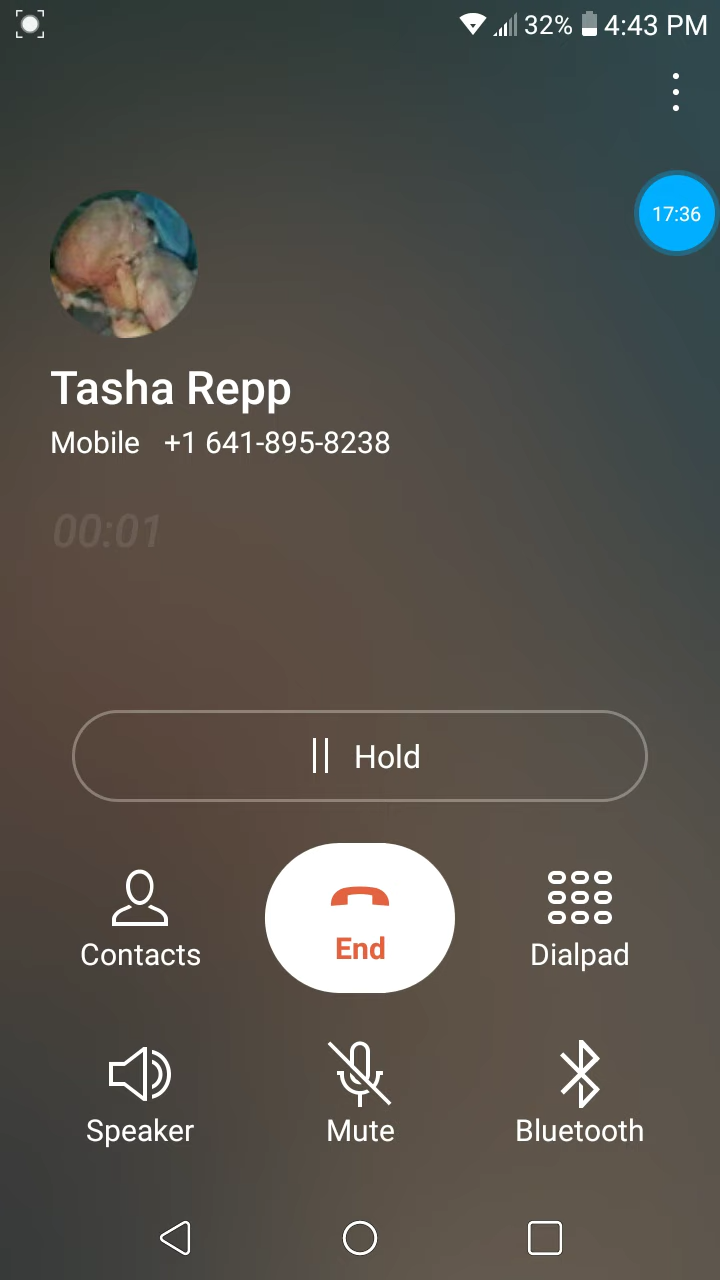 32% 4:43 PM
17:36
Tasha Repp
Mobile +1 641-895-8238
00:01
Hold
Contacts
End
Dialpad
Speaker
Mute
Bluetooth